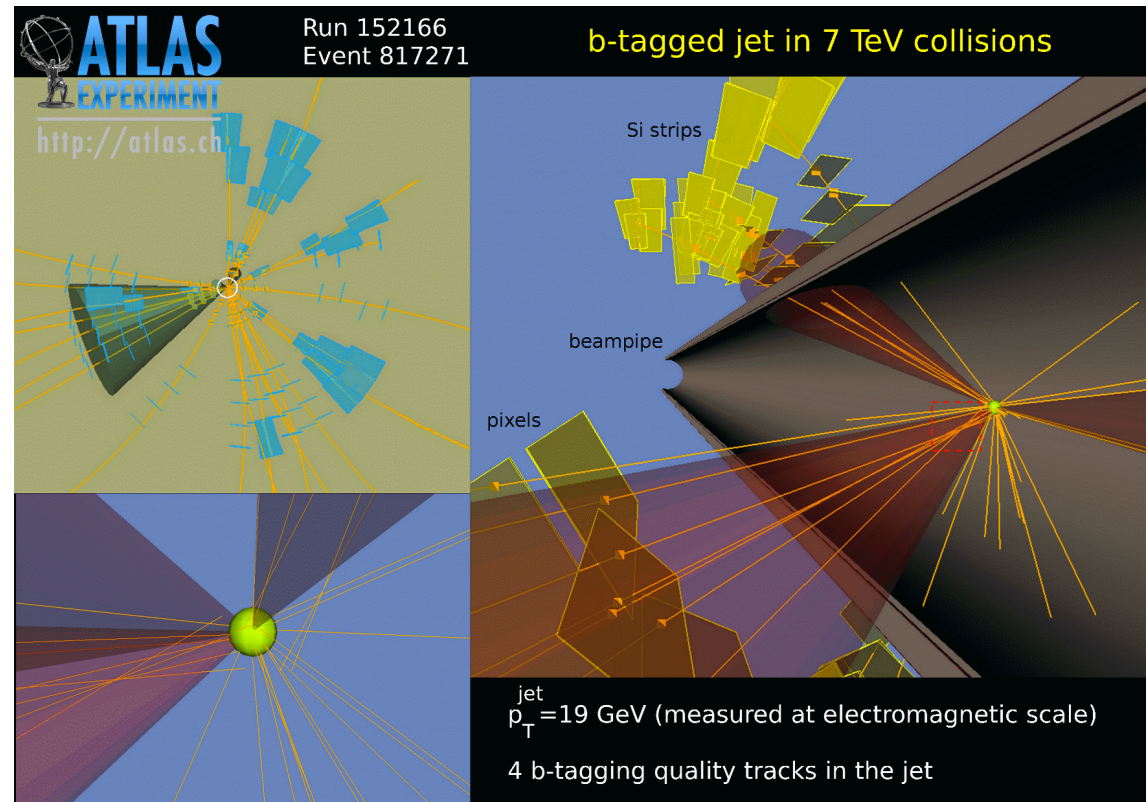 ATLAS
EXPERIMENT
http://atlas.ch
Run 152166
Event 817271
b-tagged jet in 7 TeV collisions
Si strips
beampipe
pixels
p_T^jet=19 GeV (measured at electromagnetic scale)
4 b-tagging quality tracks in the jet